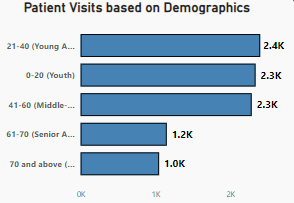 Patient Visits based on Demographics
21-40 (Young A...
2.4K
0-20 (Youth)
2.3K
41-60 (Middle-...
2.3K
61-70 (Senior A...
1.2K
70 and above (...
1.0K
0K 1K 2K